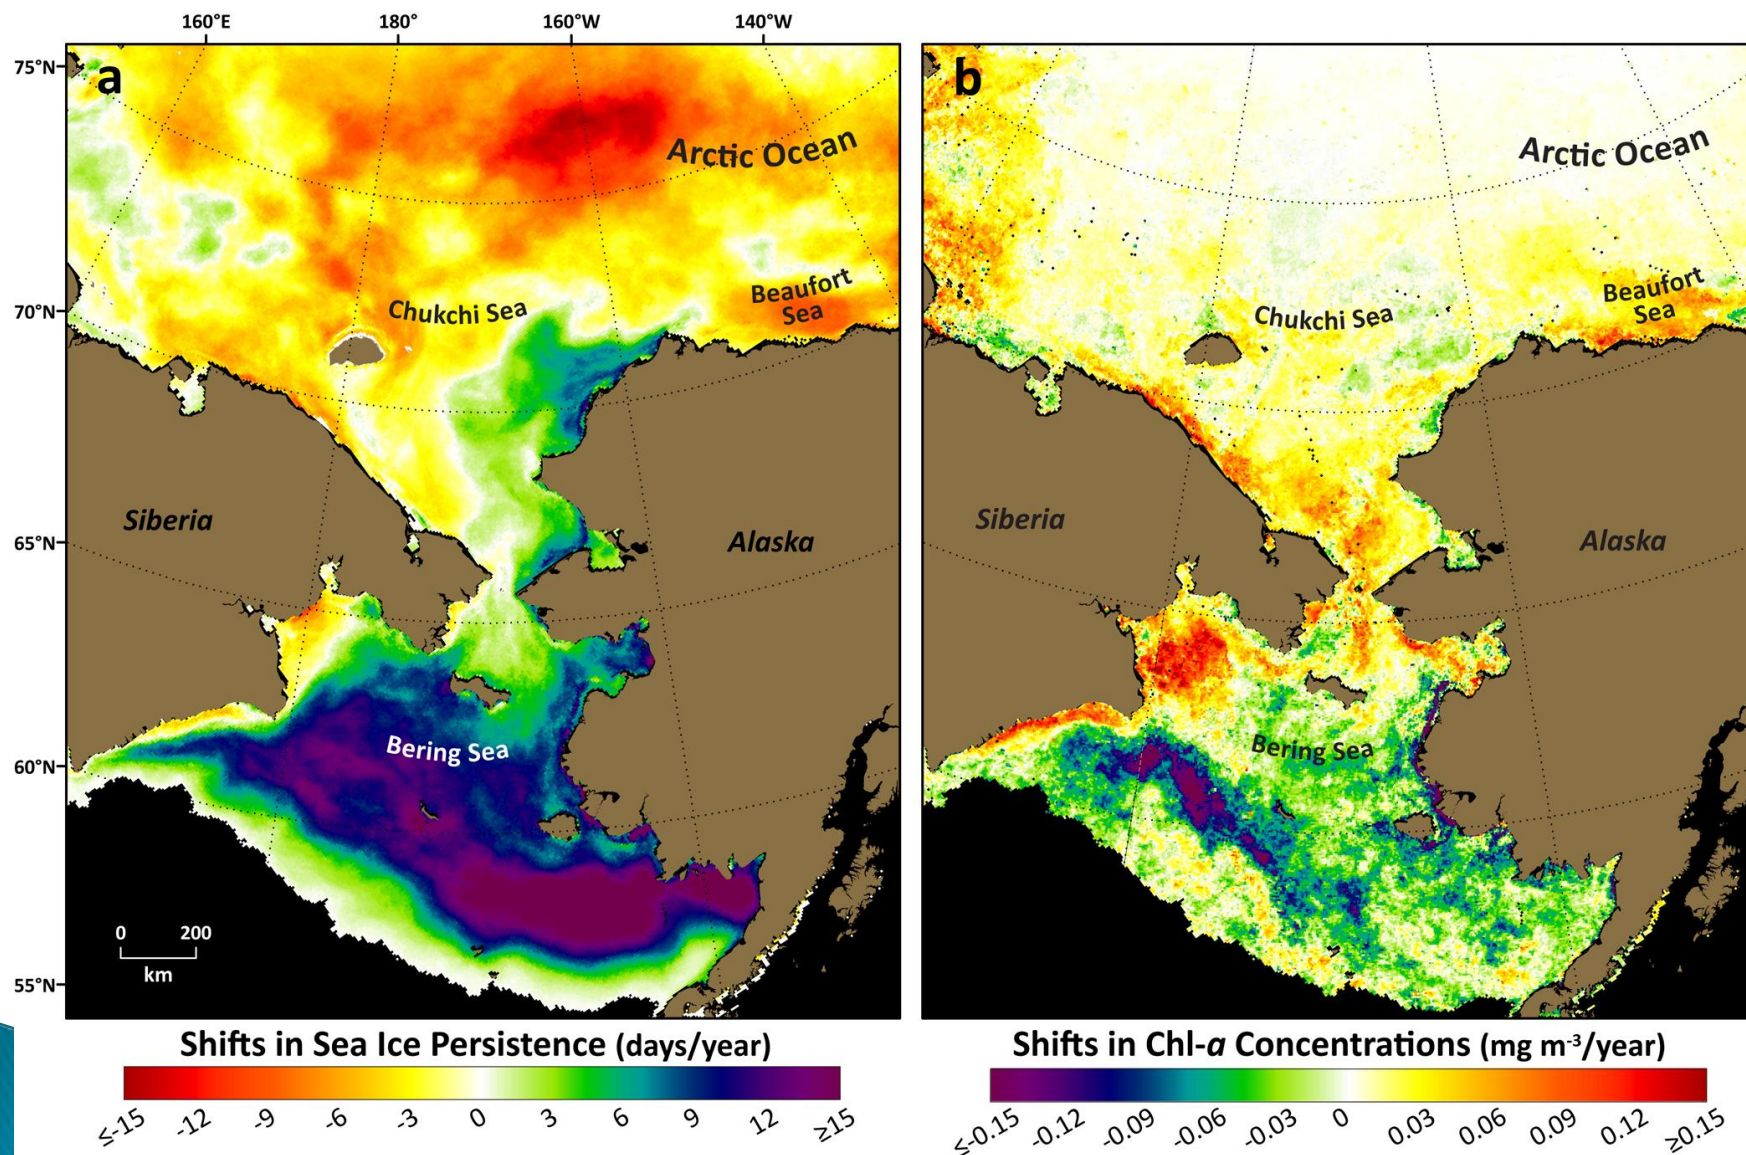 160°E 180° 160°W 140°W
75°N
70°N
65°N
60°N
55°N
a
Arctic Ocean
Beaufort
Sea
Chukchi Sea
Siberia
Alaska
Bering Sea
0 200
km
b
Arctic Ocean
Beaufort
Sea
Chukchi Sea
Siberia
Alaska
Bering Sea
Shifts in Sea Ice Persistence (days/year)
≤-15 -12 -9 -6 -3 0 3 6 9 12 ≥15
Shifts in Chl-a Concentrations (mg m-3/year)
≤-0.15 -0.12 -0.09 -0.06 -0.03 0 0.03 0.06 0.09 0.12 ≥0.15